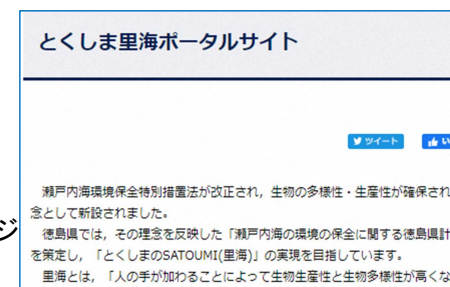 とくしま里海ポータルサイト
ツイート
い
瀬戸内海環境保全特別措置法が改正され，生物の多様性・生産性が確保され
念として新設されました。
ジ
徳島県では，その理念を反映した「瀬戸内海の環境の保全に関する徳島県計
を策定し，「とくしまのSATOUMI(里海)」の実現を目指しています。
里海とは，「人の手が加わることによって生物生産性と生物多様性が高くな